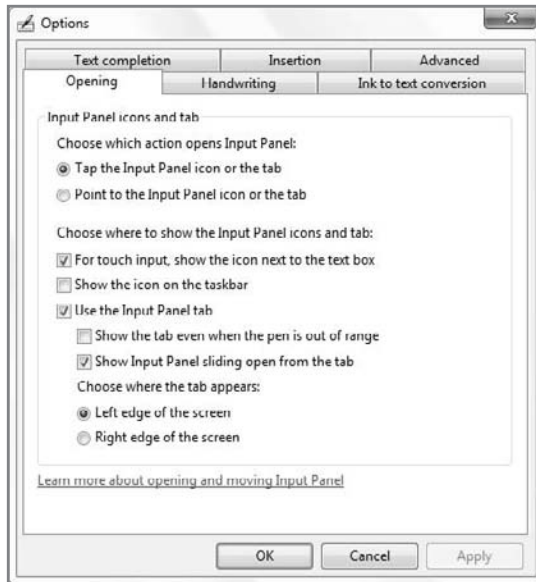 Options
Text completion Insertion Advanced
Opening Handwriting Ink to text conversion
Input Panel icons and tab
Choose which action opens Input Panel:
Tap the Input Panel icon or the tab
Point to the Input Panel icon or the tab
Choose where to show the Input Panel icons and tab:
For touch input, show the icon next to the text box
Show the icon on the taskbar
Use the Input Panel tab
Show the tab even when the pen is out of range
Show Input Panel sliding open from the tab
Choose where the tab appears:
Left edge of the screen
Right edge of the screen
Learn more about opening and moving Input Panel
OK Cancel Apply